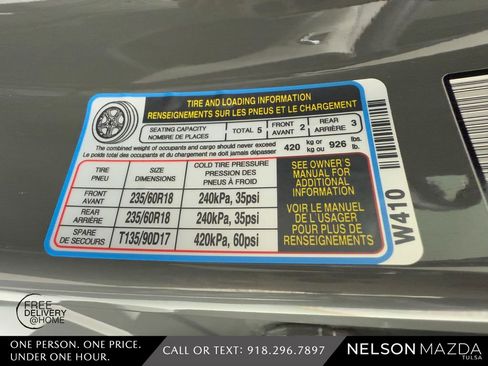 TIRE AND LOADING INFORMATION
RENSEIGNEMENTS SUR LES PNEUS ET LE CHARGEMENT
SEATING CAPACITY
NOMBRE DE PLACES
TOTAL 5
FRONT
AVANT 2
REAR
ARRIÈRE 3
The combined weight of occupants and cargo should never exceed
Le poids total des occupants et du chargement ne doit jamais dépasser
420 kg or
kg ou 926 lbs.
lb.
TIRE
PNEU
SIZE
DIMENSIONS
COLD TIRE PRESSURE
PRESSION DES
PNEUS À FROID
FRONT
AVANT
235/60R18
240kPa, 35psi
REAR
ARRIÈRE
235/60R18
240kPa, 35psi
SPARE
DE SECOURS
T135/90D17
420kPa, 60psi
SEE OWNER'S
MANUAL FOR
ADDITIONAL
INFORMATION
VOIR LE MANUEL
DE L'USAGER
POUR PLUS DE
RENSEIGNEMENTS
W410
FREE
DELIVERY
@HOME
ONE PERSON. ONE PRICE.
UNDER ONE HOUR.
CALL OR TEXT: 918.296.7897
NELSON MAZDA
TULSA